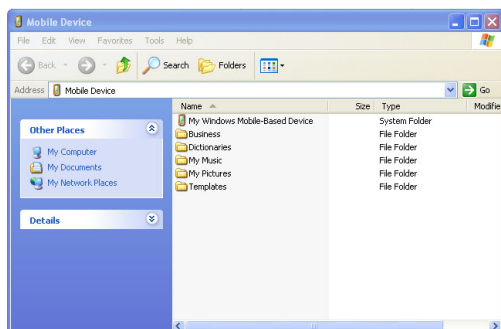 Mobile Device
File Edit View Favorites Tools Help
Back Search Folders
Address Mobile Device Go
Name Size Type Modifie
Other Places
My Computer
My Documents
My Network Places
Details
My Windows Mobile-Based Device System Folder
Business File Folder
Dictionaries File Folder
My Music File Folder
My Pictures File Folder
Templates File Folder